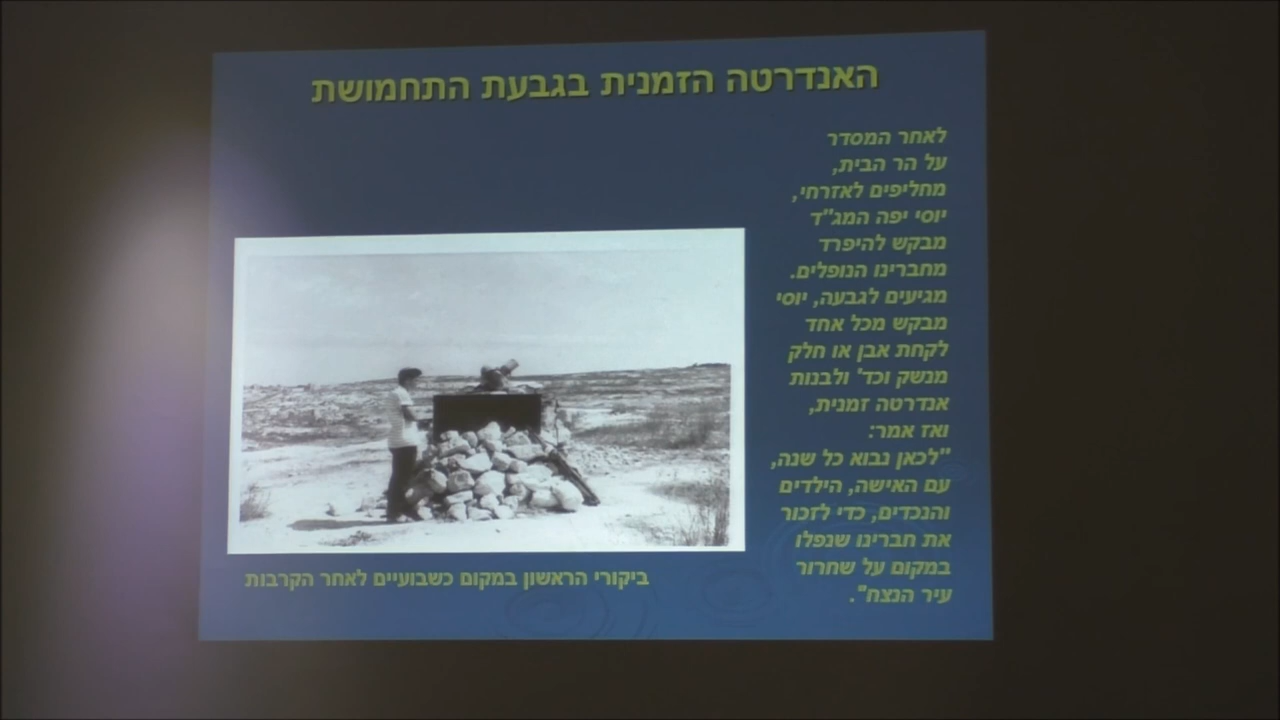 האנדרטה הזמנית בגבעת התחמושת
לאחר המסדר
על הר הבית,
מחליפים לאזרחי,
יוסי יפה המג"ד
מבקש להיפרד
מחברינו הנופלים.
מגיעים לגבעה, יוסי
מבקש מכל אחד
לקחת אבן או חלק
מנשק וכד' ולבנות
אנדרטה זמנית,
ואז אמר:
"לכאן נבוא כל שנה,
עם האישה, הילדים
והנכדים, כדי לזכור
את חברינו שנפלו
במקום על שחרור
עיר הנצח".
ביקורי הראשון במקום כשבועיים לאחר הקרבות